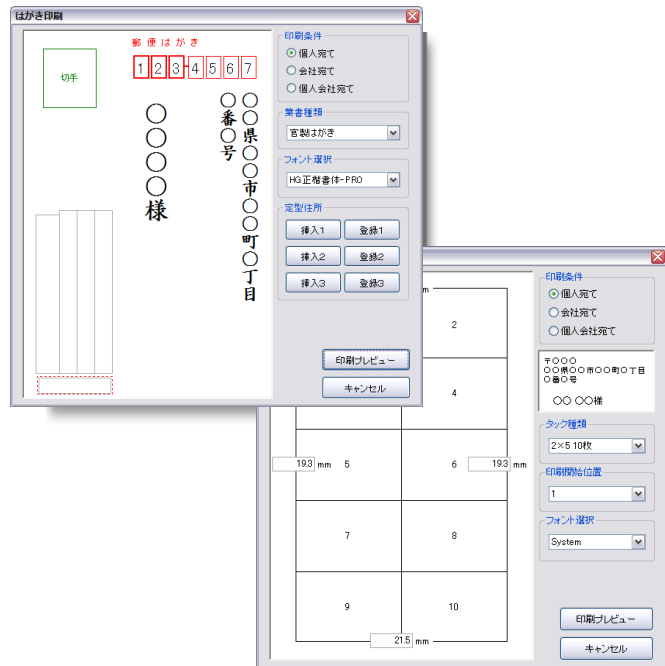 はがき印刷
郵便はがき
切手
1 2 3 4 5 6 7
〇〇県〇〇市〇〇町〇丁目
〇番〇号
〇〇〇〇様
印刷条件
個人宛て
会社宛て
個人会社宛て
葉書種類
官製はがき
フォント選択
HG正楷書体-PRO
定型住所
挿入1
登録1
挿入2
登録2
挿入3
登録3
印刷プレビュー
キャンセル
m
2
4
19.3 mm
5
6
19.3 mm
7
8
9
10
21.5 mm
印刷条件
個人宛て
会社宛て
個人会社宛て
〒〇〇〇
〇〇県〇〇市〇〇町〇丁目
〇番〇号
〇〇 〇〇様
タック種類
2×5 10枚
印刷開始位置
1
フォント選択
System
印刷プレビュー
キャンセル